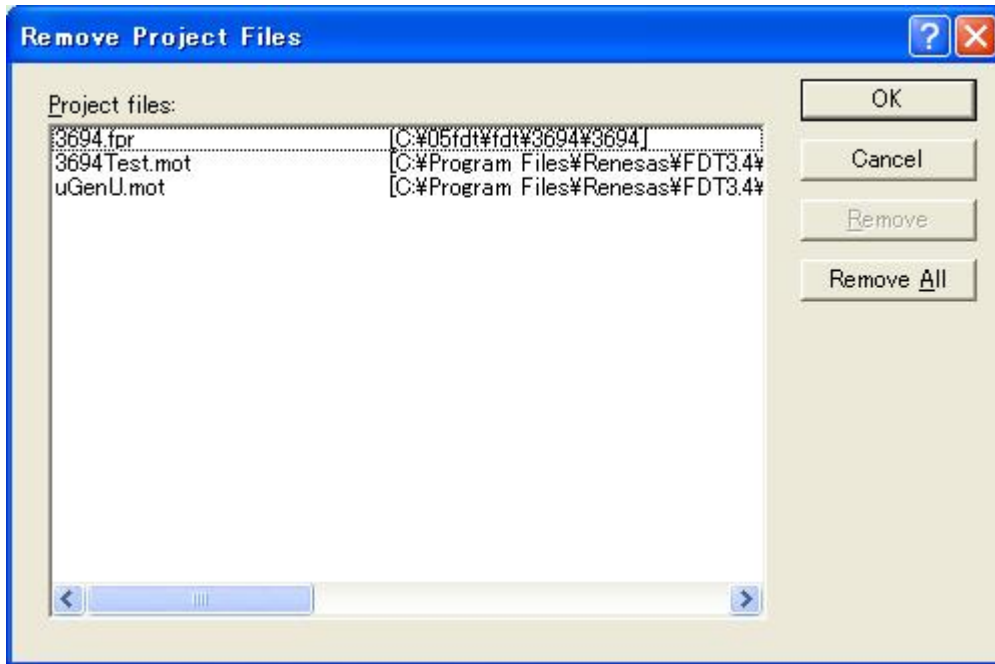 Remove Project Files
Project files:
3694.fpr [C:¥05fdt¥fdt¥3694¥3694]
3694Test.mot [C:¥Program Files¥Renesas¥FDT3.4¥
uGenU.mot [C:¥Program Files¥Renesas¥FDT3.4¥
OK
Cancel
Remove
Remove All